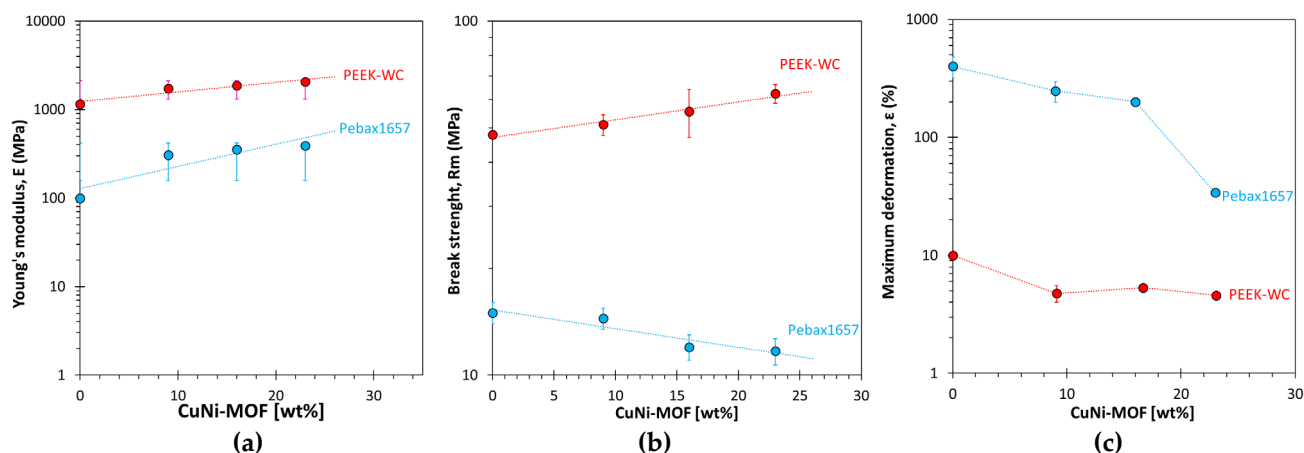 10000
1000
100
10
1
0
10
20
30
Young's modulus, E (MPa)
CuNi-MOF [wt%]
PEEK-WC
Pebax1657
(a)
100
10
0
5
10
15
20
25
30
Break strenght, Rm (MPa)
CuNi-MOF [wt%]
PEEK-WC
Pebax1657
(b)
1000
100
10
1
0
10
20
30
Maximum deformation, ε (%)
CuNi-MOF [wt%]
Pebax1657
PEEK-WC
(c)